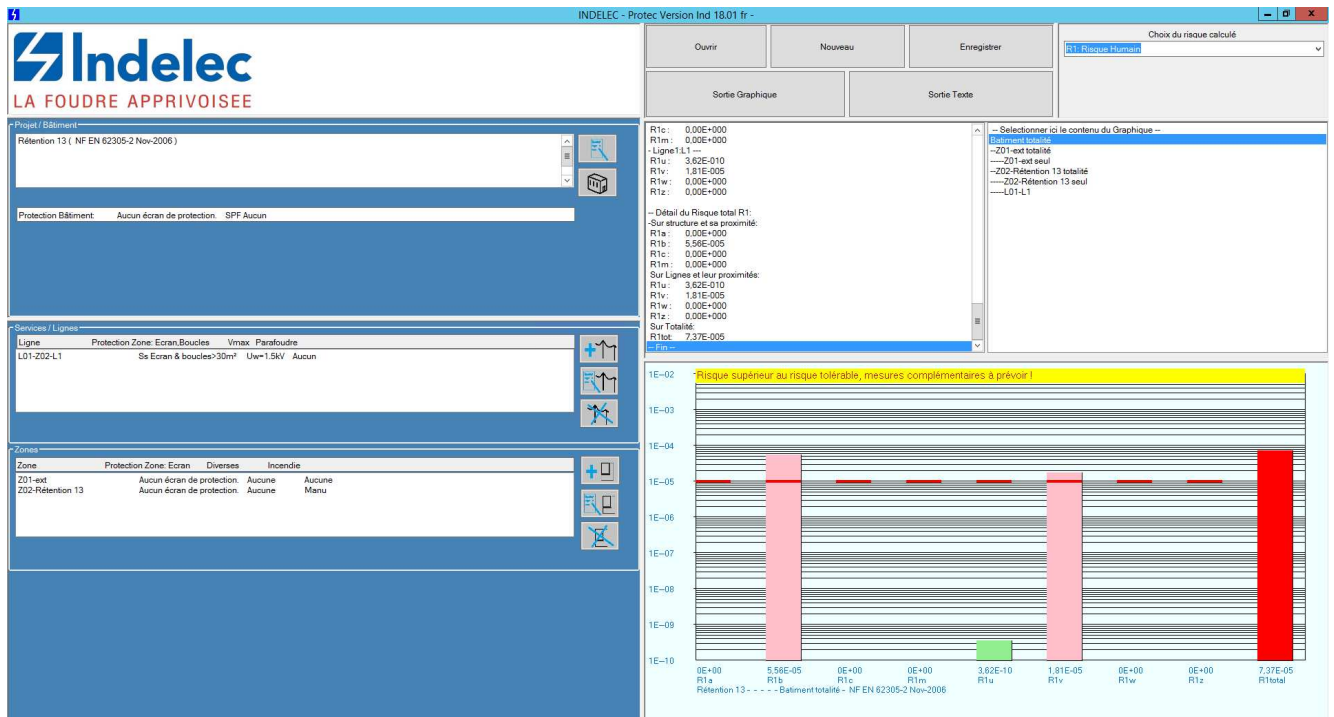 INDELEC - Protec Version Ind 18.01 fr -
Indelec
LA FOUDRE APPRIVOISEE
Ouvrir
Nouveau
Enregistrer
Sortie Graphique
Sortie Texte
Choix du risque calculé
R1: Risque Humain
Projet / Bâtiment
Rétention 13 ( NF EN 62305-2 Nov-2006 )
Protection Bâtiment: Aucun écran de protection. SPF Aucun
Services / Lignes
Ligne Protection Zone: Ecran,Boucles Vmax Parafoudre
L01-Z02-L1 Ss Ecran & boucles>30m² Uw=1.5kV Aucun
Zones
Zone Protection Zone: Ecran Diverses Incendie
Z01-ext Aucun écran de protection. Aucune Aucune
Z02-Rétention 13 Aucun écran de protection. Aucune Manu
R1c : 0,00E+000
R1m : 0,00E+000
- Ligne1:L1 ---
R1u : 3,62E-010
R1v : 1,81E-005
R1w : 0,00E+000
R1z : 0,00E+000
-- Détail du Risque total R1:
-Sur structure et sa proximité:
R1a : 0,00E+000
R1b : 5,56E-005
R1c : 0,00E+000
R1m : 0,00E+000
Sur Lignes et leur proximités:
R1u : 3,62E-010
R1v : 1,81E-005
R1w : 0,00E+000
R1z : 0,00E+000
Sur Totalité:
R1tot: 7,37E-005
-- Fin --
-- Selectionner ici le contenu du Graphique --
Batiment totalité
--Z01-ext totalité
-----Z01-ext seul
--Z02-Rétention 13 totalité
-----Z02-Rétention 13 seul
-----L01-L1
Risque supérieur au risque tolérable, mesures complémentaires à prévoir !
1E-02
1E-03
1E-04
1E-05
1E-06
1E-07
1E-08
1E-09
1E-10
0E+00 5,56E-05 0E+00 0E+00 3,62E-10 1,81E-05 0E+00 0E+00 7,37E-05
R1a R1b R1c R1m R1u R1v R1w R1z R1total
Rétention 13 - - - - - Batiment totalité - NF EN 62305-2 Nov-2006